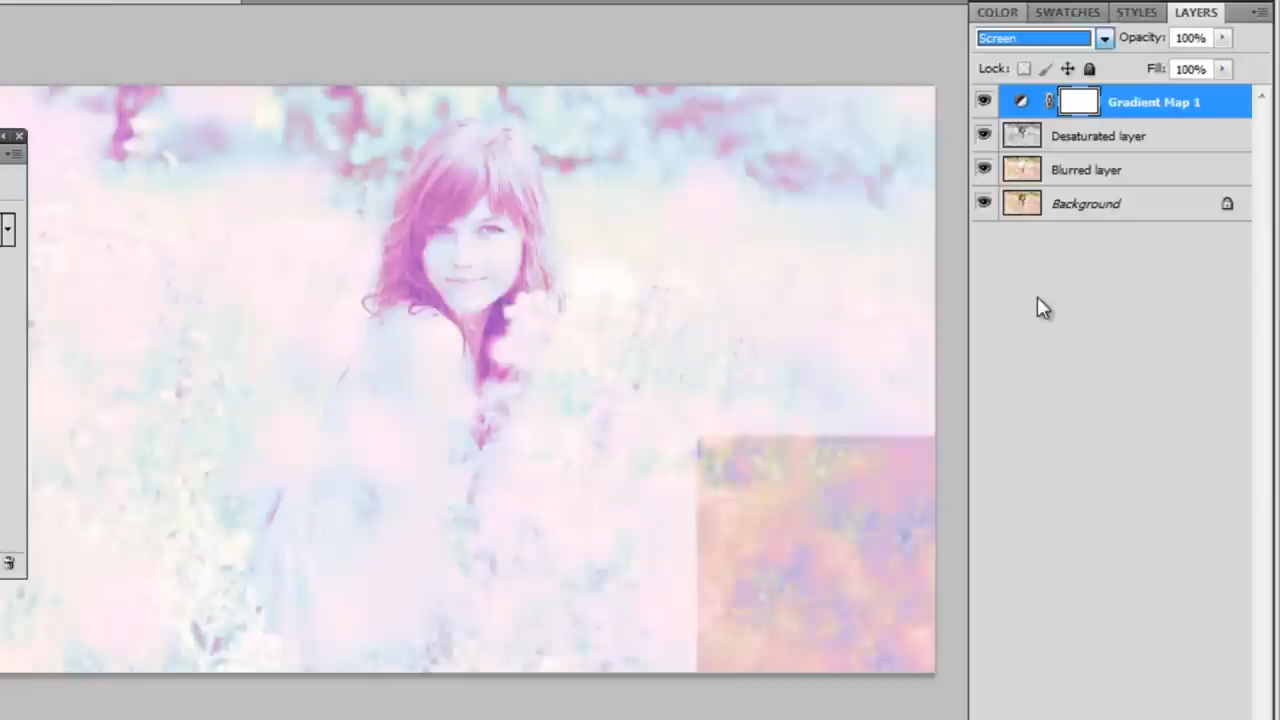 COLOR SWATCHES STYLES LAYERS
Screen Opacity: 100%
Lock: Fill: 100%
Gradient Map 1
Desaturated layer
Blurred layer
Background